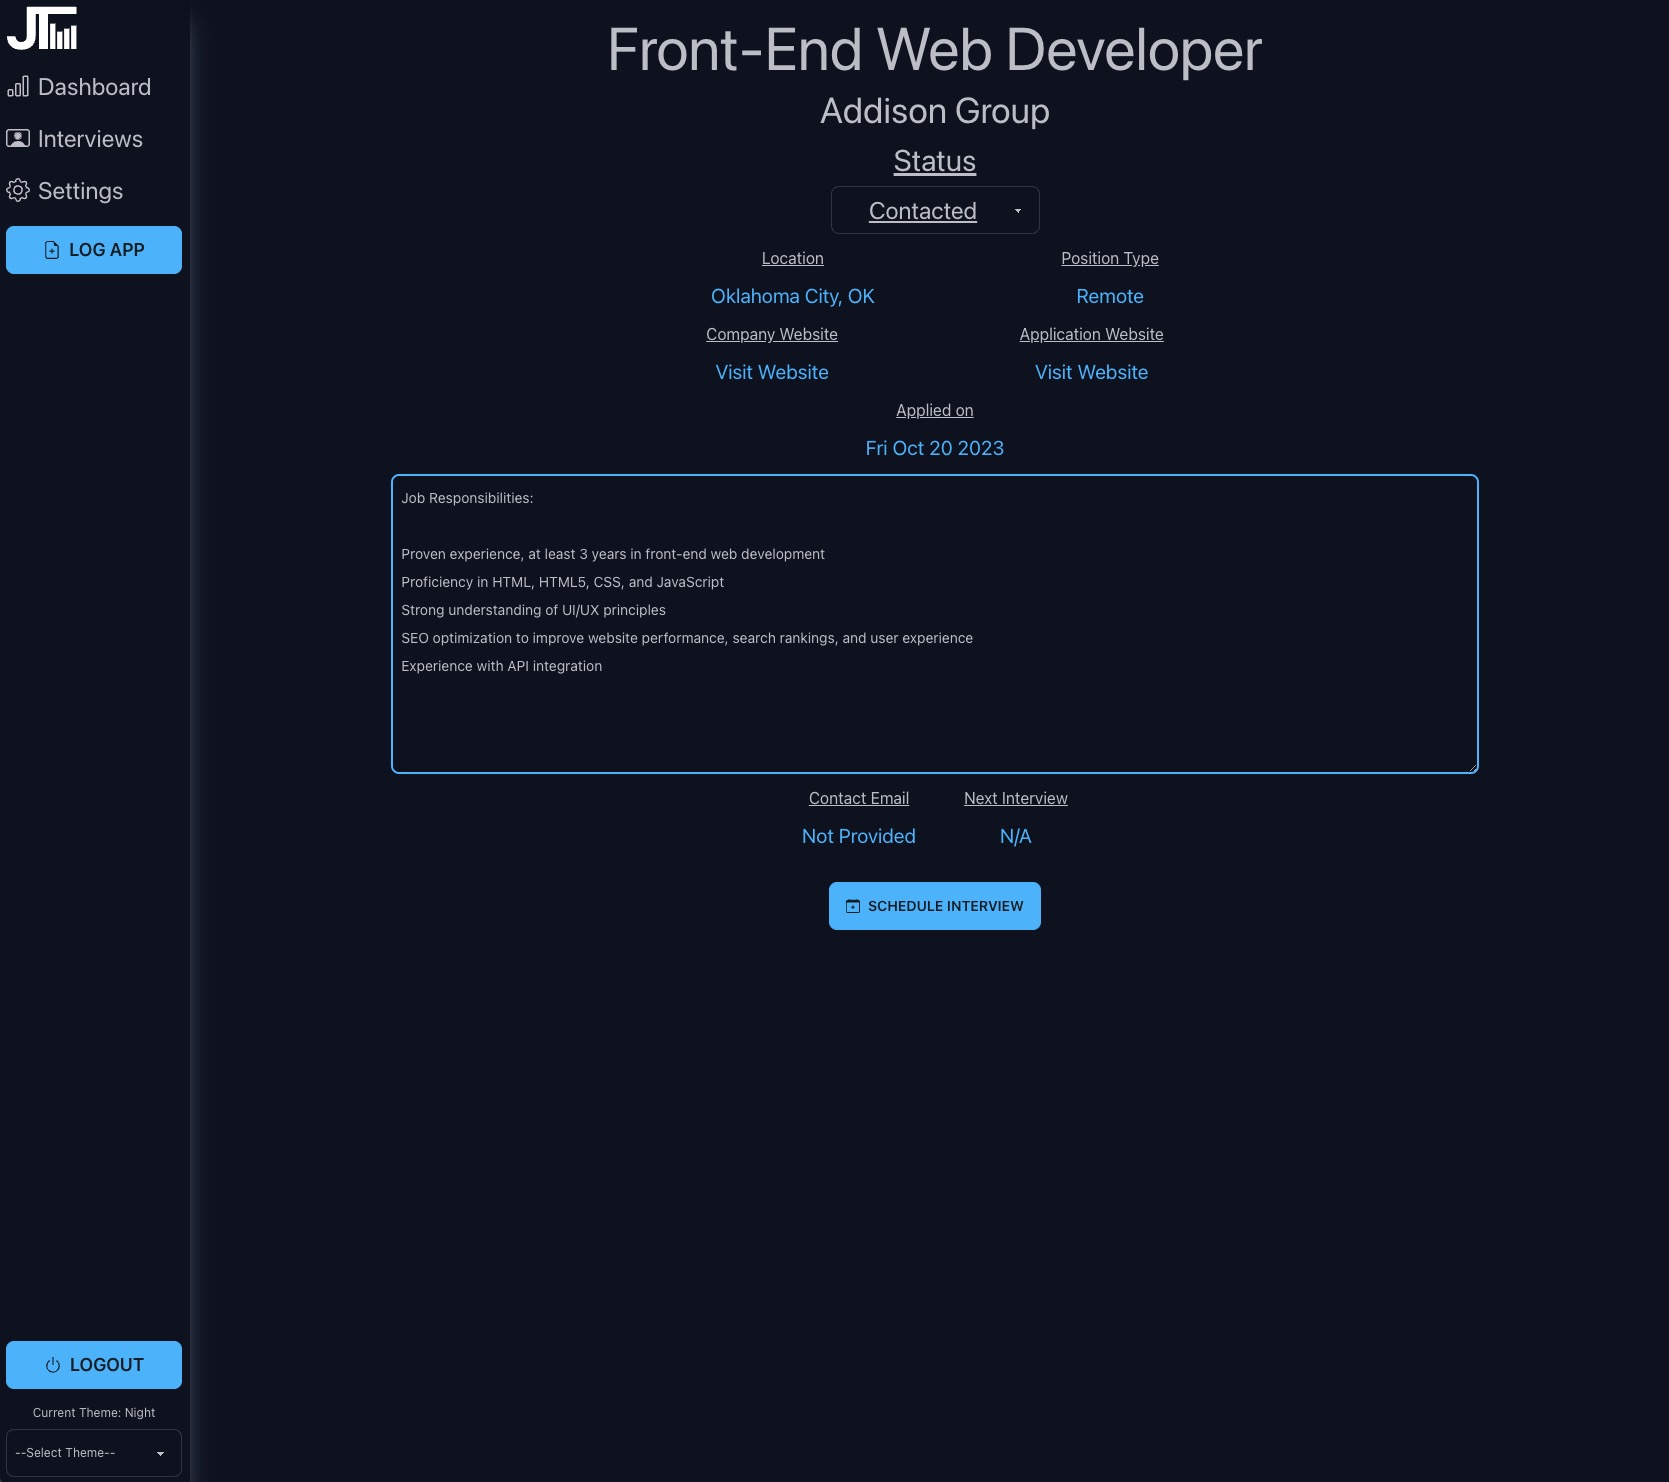 JT
Dashboard
Interviews
Settings
LOG APP
Front-End Web Developer
Addison Group
Status
Contacted
Location Position Type
Oklahoma City, OK Remote
Company Website Application Website
Visit Website Visit Website
Applied on
Fri Oct 20 2023
Job Responsibilities:
Proven experience, at least 3 years in front-end web development
Proficiency in HTML, HTML5, CSS, and JavaScript
Strong understanding of UI/UX principles
SEO optimization to improve website performance, search rankings, and user experience
Experience with API integration
Contact Email Next Interview
Not Provided N/A
SCHEDULE INTERVIEW
LOGOUT
Current Theme: Night
--Select Theme--